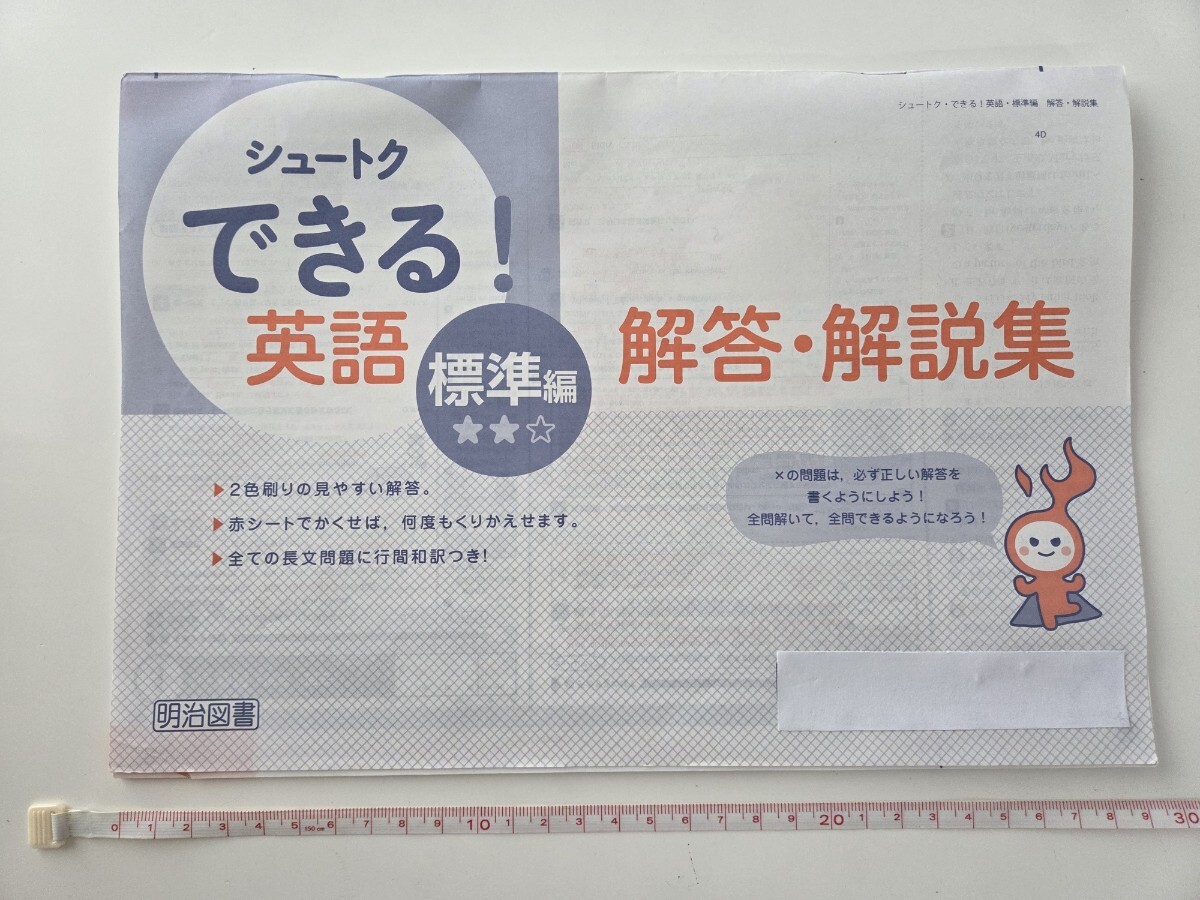 シュートク・できる!英語・標準編 解答・解説集
4D
シュートク
できる!
英語
標準編
★★☆
解答・解説集
▶2色刷りの見やすい解答。
▶赤シートでかくせば,何度もくりかえせます。
▶全ての長文問題に行間和訳つき!
×の問題は,必ず正しい解答を
書くようにしよう!
全問解いて,全問できるようになろう!
明治図書
0 1 2 3 4 5 150cm 6 7 8 9 10 1 2 3 4 5 6 7 8 9 20 1 2 3 4 5 6 7 8 9 30